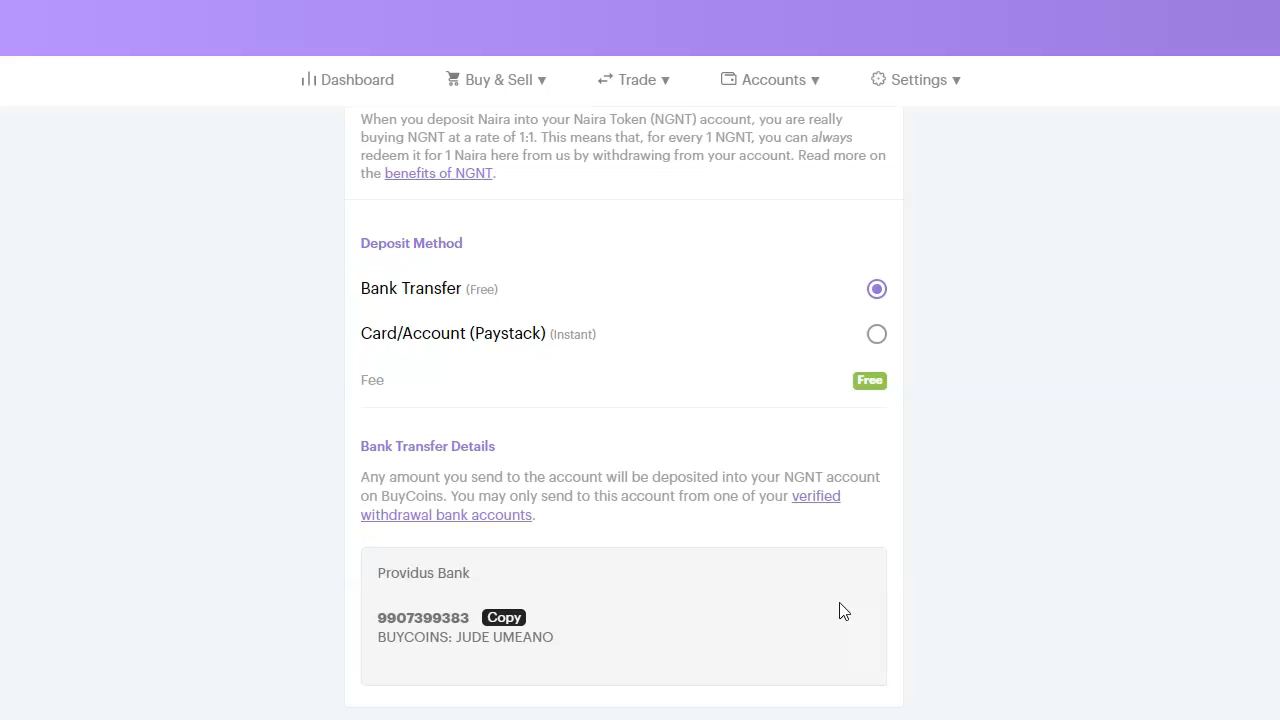 Dashboard Buy & Sell ▼ Trade ▼ Accounts ▼ Settings ▼
When you deposit Naira into your Naira Token (NGNT) account, you are really
buying NGNT at a rate of 1:1. This means that, for every 1 NGNT, you can always
redeem it for 1 Naira here from us by withdrawing from your account. Read more on
the benefits of NGNT.
Deposit Method
Bank Transfer (Free)
Card/Account (Paystack) (Instant)
Fee Free
Bank Transfer Details
Any amount you send to the account will be deposited into your NGNT account
on BuyCoins. You may only send to this account from one of your verified
withdrawal bank accounts.
Providus Bank
9907399383 Copy
BUYCOINS: JUDE UMEANO